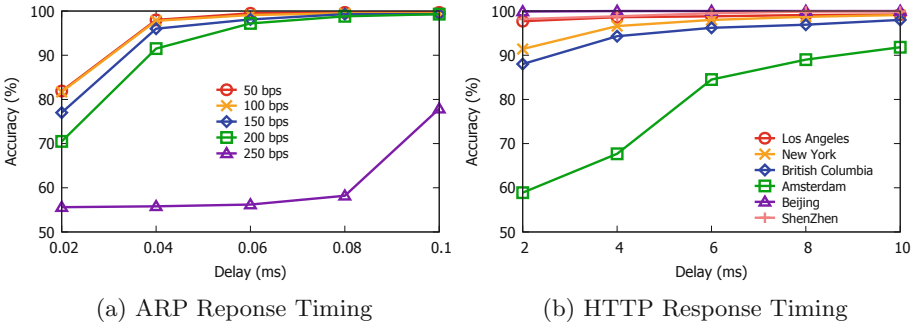 100
90
80
70
60
50
Accuracy (%)
0.02 0.04 0.06 0.08 0.1
Delay (ms)
50 bps
100 bps
150 bps
200 bps
250 bps
(a) ARP Reponse Timing
100
90
80
70
60
50
Accuracy (%)
2 4 6 8 10
Delay (ms)
Los Angeles
New York
British Columbia
Amsterdam
Beijing
ShenZhen
(b) HTTP Response Timing